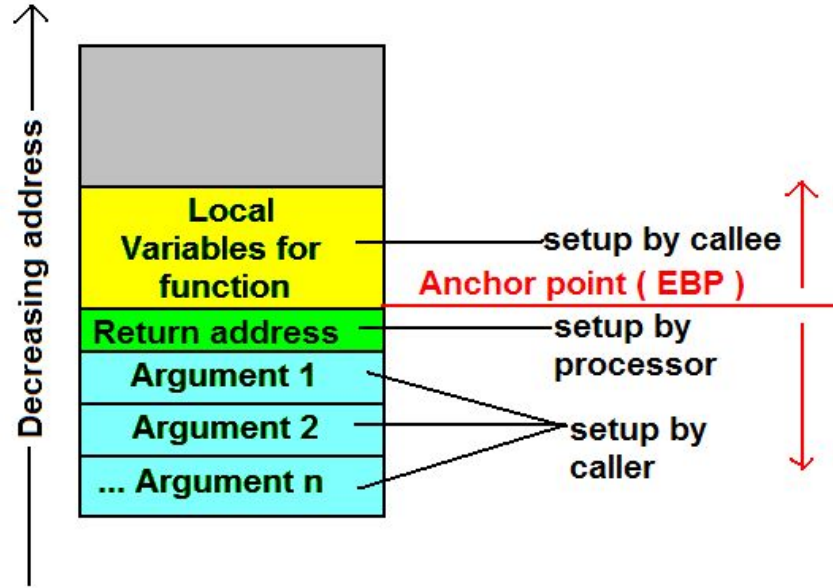 Decreasing address
Local
Variables for
function
setup by callee
Anchor point ( EBP )
Return address
setup by
processor
Argument 1
Argument 2
setup by
caller
... Argument n